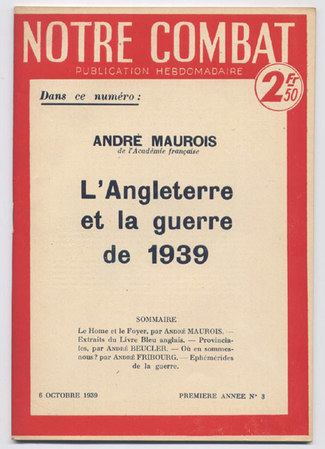 NOTRE COMBAT
PUBLICATION HEBDOMADAIRE
2 Fr 50
Dans ce numéro :
ANDRÉ MAUROIS
de l'Académie française
L'Angleterre
et la guerre
de 1939
SOMMAIRE
Le Home et le Foyer, par ANDRÉ MAUROIS. —
Extraits du Livre Bleu anglais. — Provincia-
les, par ANDRÉ BEUCLER. — Où en sommes-
nous ? par ANDRÉ FRIBOURG. — Ephémérides
de la guerre.
6 OCTOBRE 1939
PREMIÈRE ANNÉE N° 3